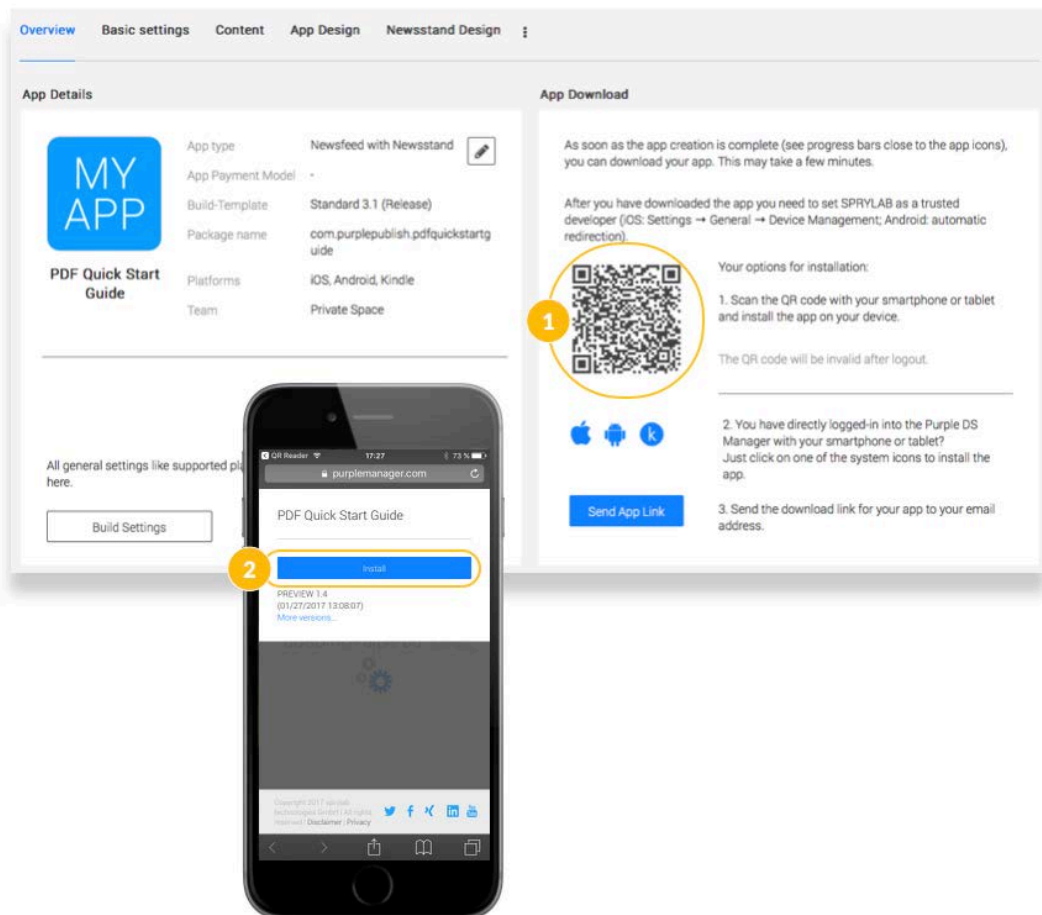 Overview Basic settings Content App Design Newsstand Design
App Details
MY
APP
PDF Quick Start
Guide
App type Newsfeed with Newsstand
App Payment Model -
Build-Template Standard 3.1 (Release)
Package name com.purplepublish.pdfquickstartg
uide
Platforms iOS, Android, Kindle
Team Private Space
All general settings like supported
here.
Build Settings
App Download
As soon as the app creation is complete (see progress bars close to the app icons),
you can download your app. This may take a few minutes.
After you have downloaded the app you need to set SPRYLAB as a trusted
developer (iOS: Settings → General → Device Management; Android: automatic
redirection).
1
Your options for installation:
1. Scan the QR code with your smartphone or tablet
and install the app on your device.
The QR code will be invalid after logout.
k
2. You have directly logged-in into the Purple DS
Manager with your smartphone or tablet?
Just click on one of the system icons to install the
app.
Send App Link
3. Send the download link for your app to your email
address.
QR Reader 17:27 73 %
purplemanager.com
PDF Quick Start Guide
2
Install
PREVIEW 1.4
(01/27/2017 13:08:07)
More versions...
Copyright 2017
technologies GmbH | All rights
reserved | Disclaimer | Privacy